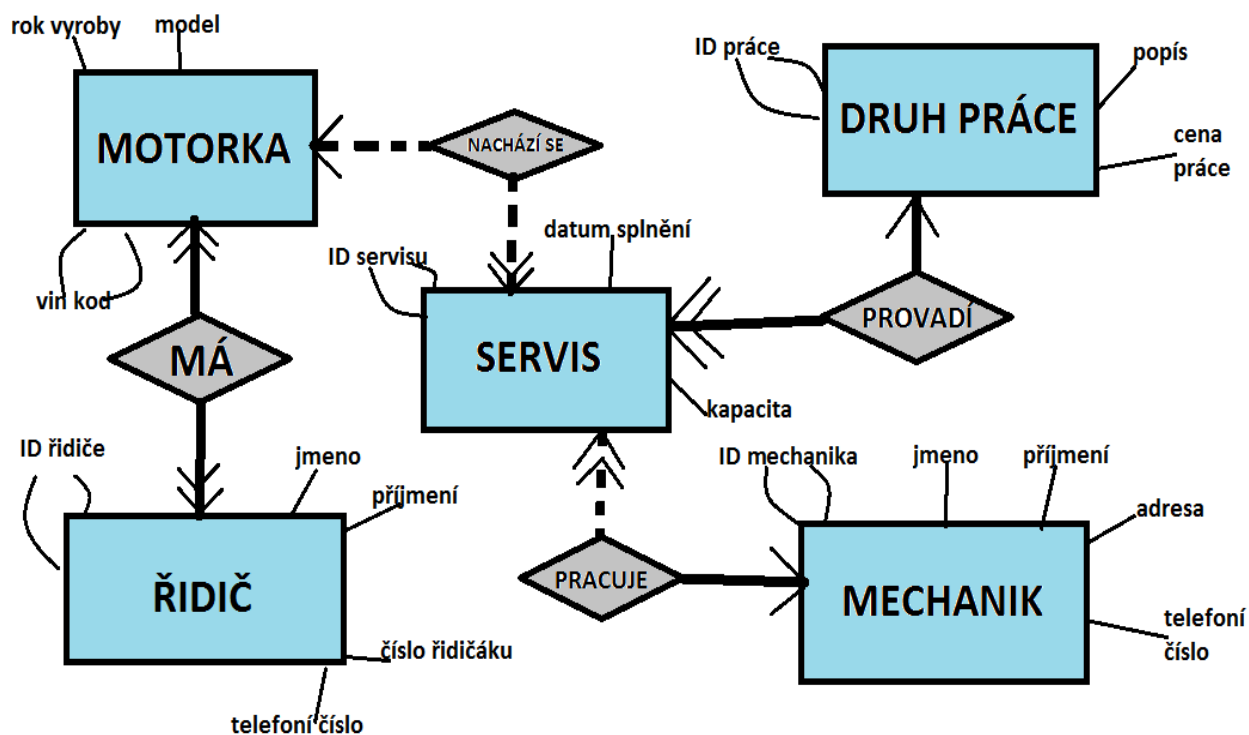 rok vyroby
model
MOTORKA
vin kod
NACHÁZÍ SE
ID práce
popís
DRUH PRÁCE
cena
práce
datum splnění
ID servisu
SERVIS
kapacita
PROVADÍ
MÁ
ID řidiče
jmeno
příjmení
ŘIDIČ
číslo řidičáku
telefoní číslo
PRACUJE
ID mechanika
jmeno
příjmení
adresa
MECHANIK
telefoní
číslo